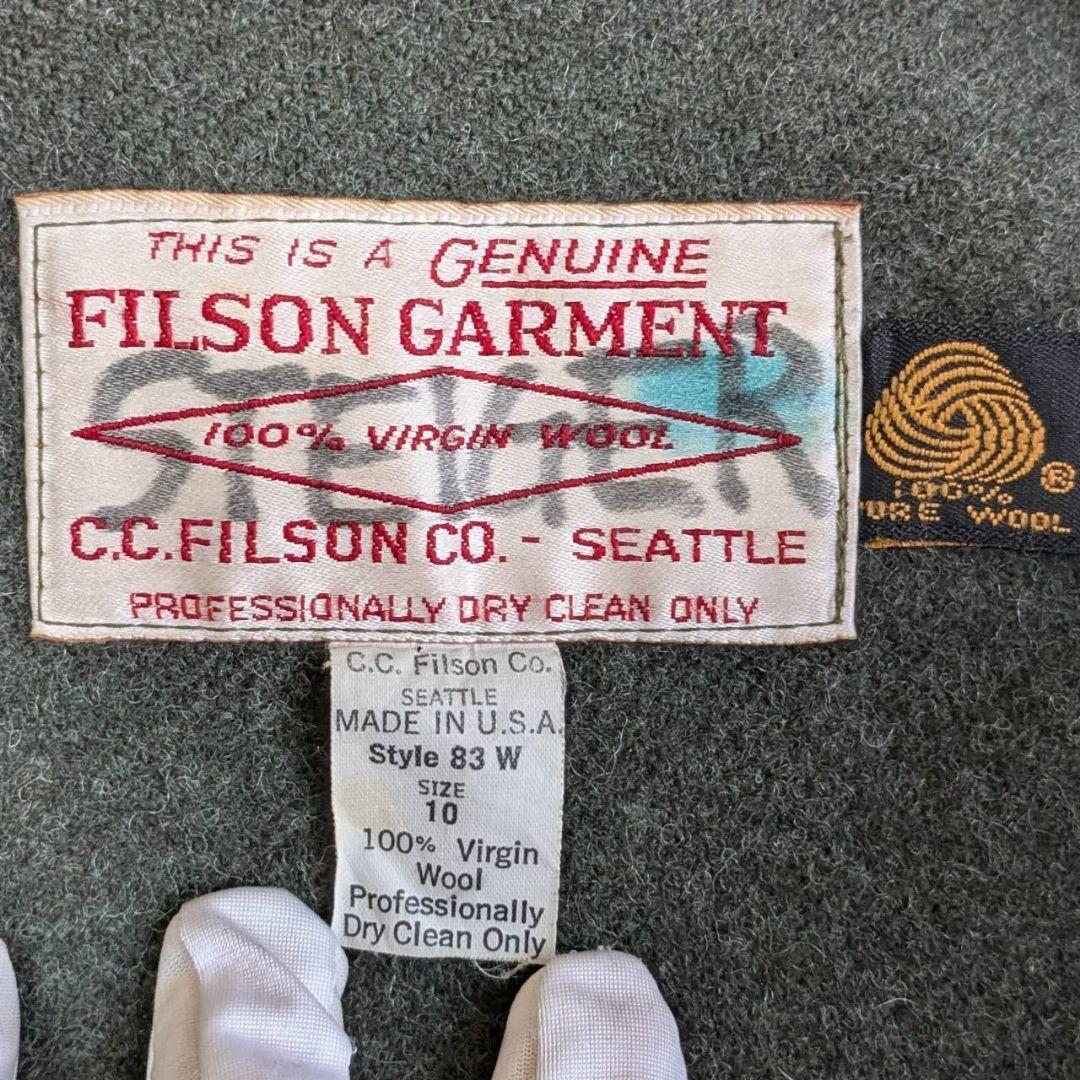 THIS IS A GENUINE
FILSON GARMENT
100% VIRGIN WOOL
C.C.FILSON CO. - SEATTLE
PROFESSIONALLY DRY CLEAN ONLY
100%
PURE WOOL
®
C.C. Filson Co.
SEATTLE
MADE IN U.S.A.
Style 83 W
SIZE
10
100% Virgin
Wool
Professionally
Dry Clean Only